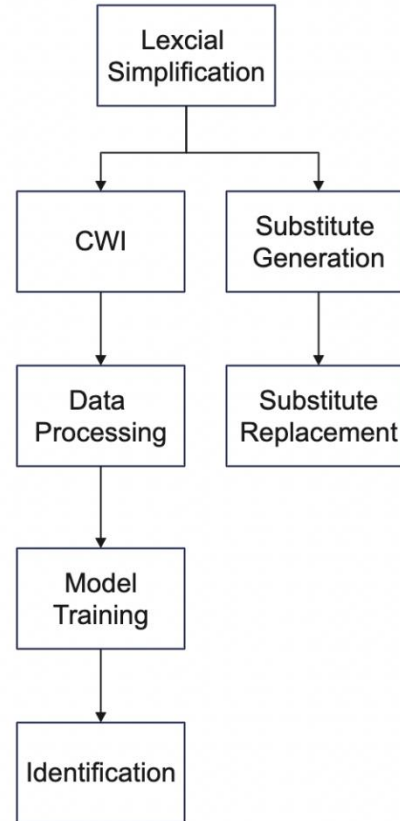 Lexcial
Simplification
CWI
Substitute
Generation
Data
Processing
Substitute
Replacement
Model
Training
Identification